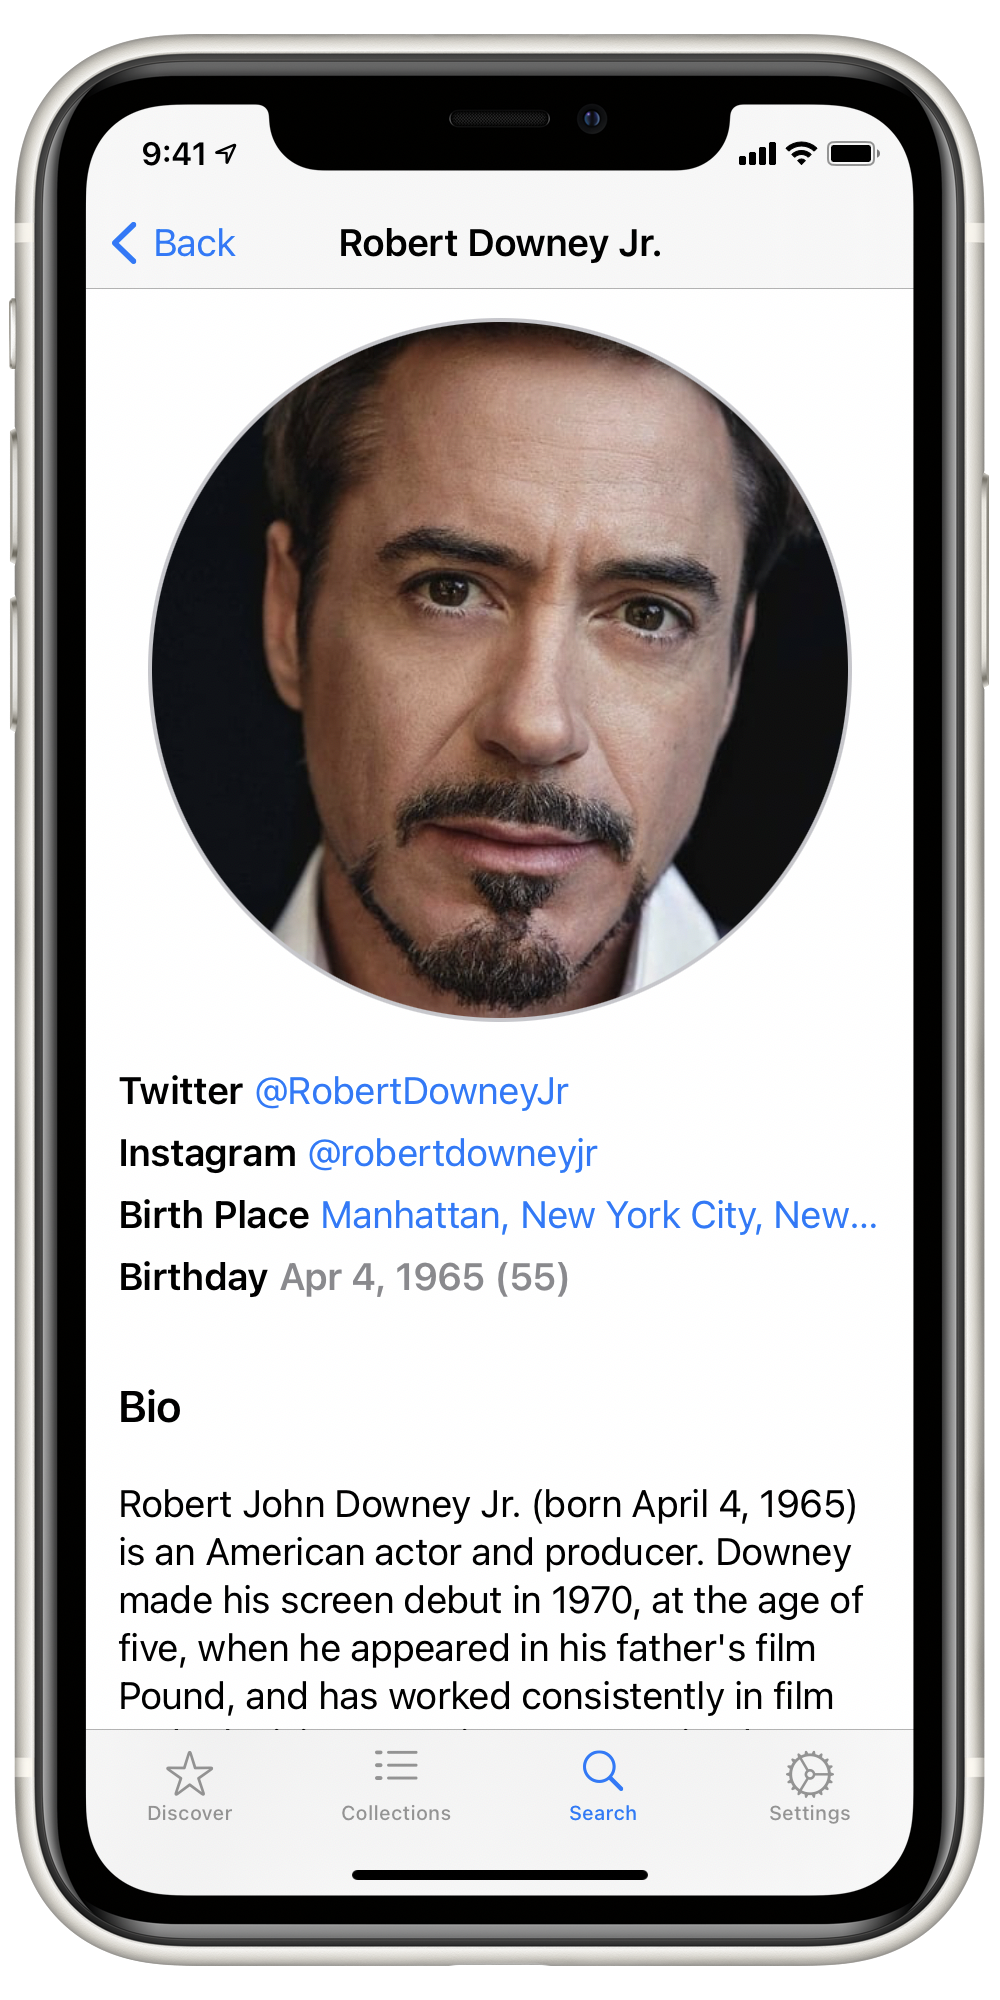 9:41
Back
Robert Downey Jr.
Twitter @RobertDowneyJr
Instagram @robertdowneyjr
Birth Place Manhattan, New York City, New...
Birthday Apr 4, 1965 (55)
Bio
Robert John Downey Jr. (born April 4, 1965)
is an American actor and producer. Downey
made his screen debut in 1970, at the age of
five, when he appeared in his father's film
Pound, and has worked consistently in film
Discover
Collections
Search
Settings